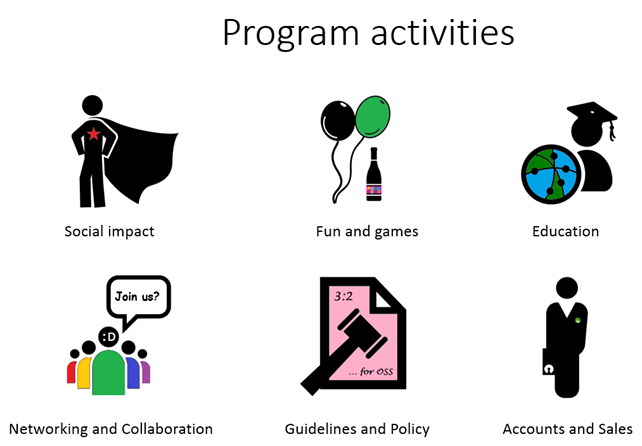 Program activities
Social impact
Fun and games
Education
Join us?
:D
3:2
... for OSS
Networking and Collaboration
Guidelines and Policy
Accounts and Sales